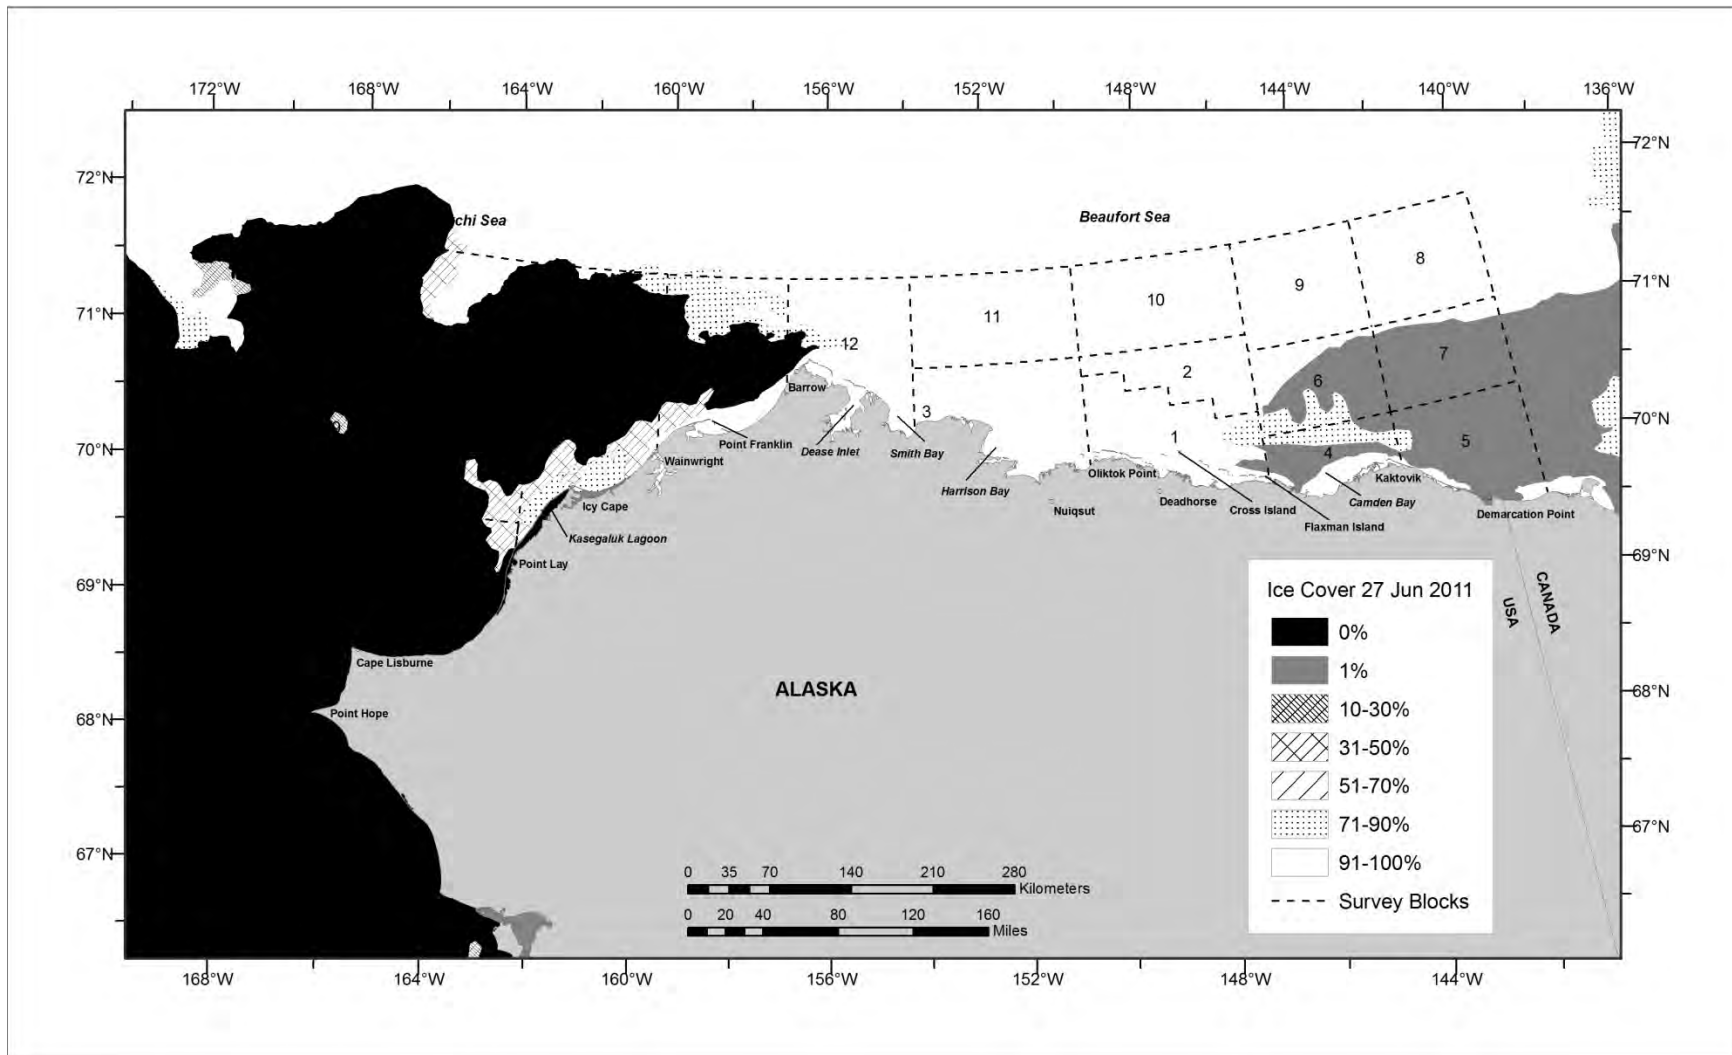 172°W 168°W 164°W 160°W 156°W 152°W 148°W 144°W 140°W 136°W
72°N
72°N
chi Sea
Beaufort Sea
8
71°N
9
10
11
71°N
12
7
2
6
Barrow
3
70°N
70°N
1
5
Point Franklin
Dease Inlet
Smith Bay
4
Wainwright
Oliktok Point
Kaktovik
Harrison Bay
Deadhorse
Camden Bay
Icy Cape
Nuiqsut
Cross Island
Demarcation Point
Flaxman Island
Kasegaluk Lagoon
Point Lay
69°N
69°N
Ice Cover 27 Jun 2011
0%
1%
10-30%
31-50%
51-70%
71-90%
91-100%
Survey Blocks
CANADA
USA
Cape Lisburne
ALASKA
68°N
68°N
Point Hope
67°N
67°N
0 35 70 140 210 280
Kilometers
0 20 40 80 120 160
Miles
168°W 164°W 160°W 156°W 152°W 148°W 144°W